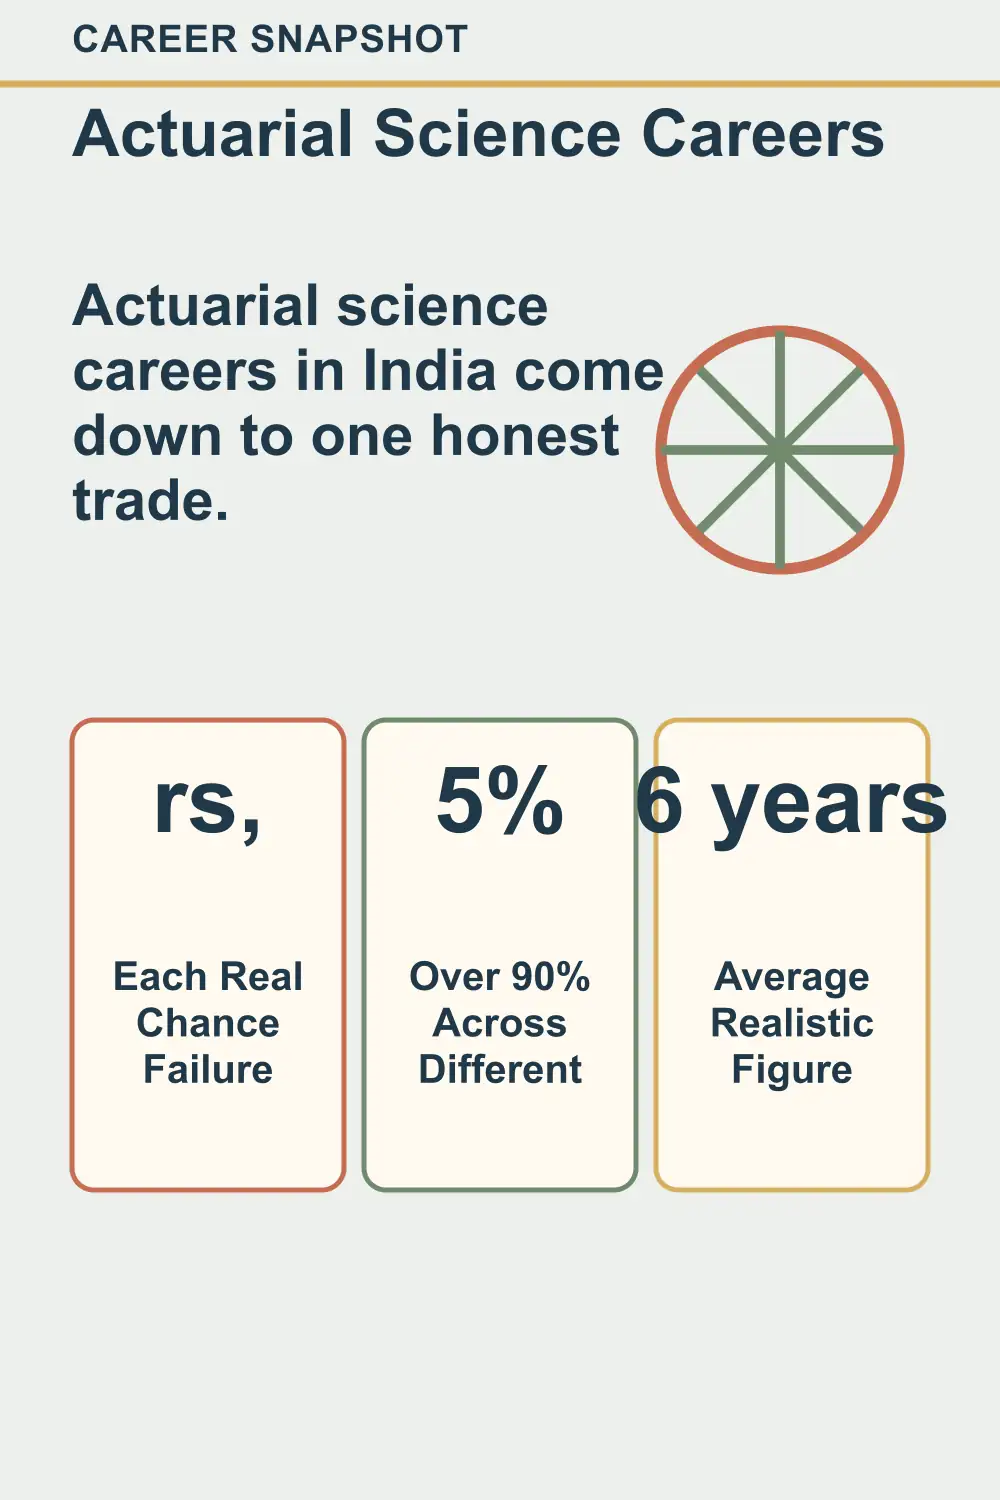 CAREER SNAPSHOT
Actuarial Science Careers
Actuarial science
careers in India come
down to one honest
trade.
rs,
Each Real
Chance
Failure
5%
Over 90%
Across
Different
6 years
Average
Realistic
Figure